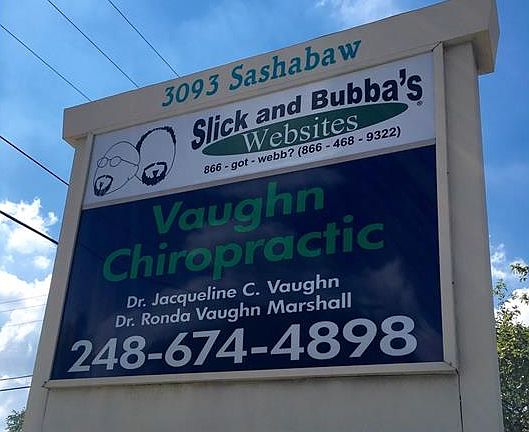 3093 Sashabaw
Slick and Bubba's®
Websites
866 - got - webb? (866 - 468 - 9322)
Vaughn
Chiropractic
Dr. Jacqueline C. Vaughn
Dr. Ronda Vaughn Marshall
248-674-4898